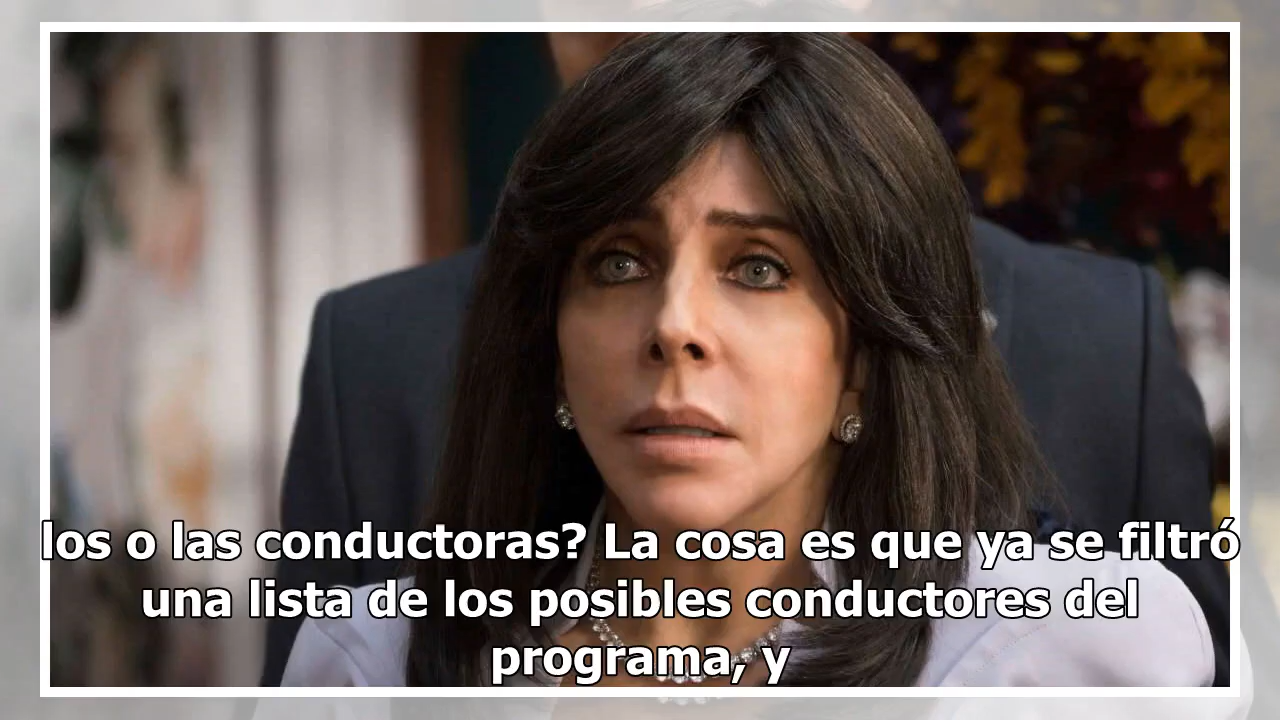 los o las conductoras? La cosa es que ya se filtró
una lista de los posibles conductores del
programa, y